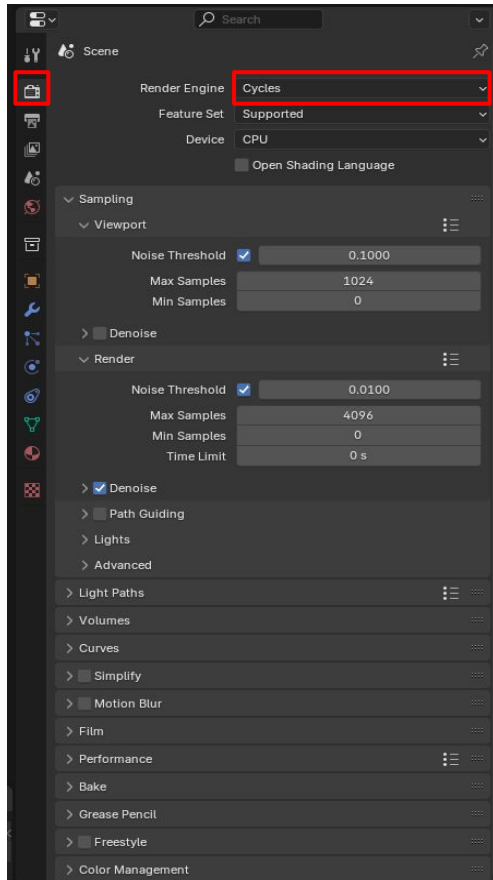 Search
Scene
Render Engine Cycles
Feature Set Supported
Device CPU
Open Shading Language
Sampling
Viewport
Noise Threshold 0.1000
Max Samples 1024
Min Samples 0
Denoise
Render
Noise Threshold 0.0100
Max Samples 4096
Min Samples 0
Time Limit 0 s
Denoise
Path Guiding
Lights
Advanced
Light Paths
Volumes
Curves
Simplify
Motion Blur
Film
Performance
Bake
Grease Pencil
Freestyle
Color Management